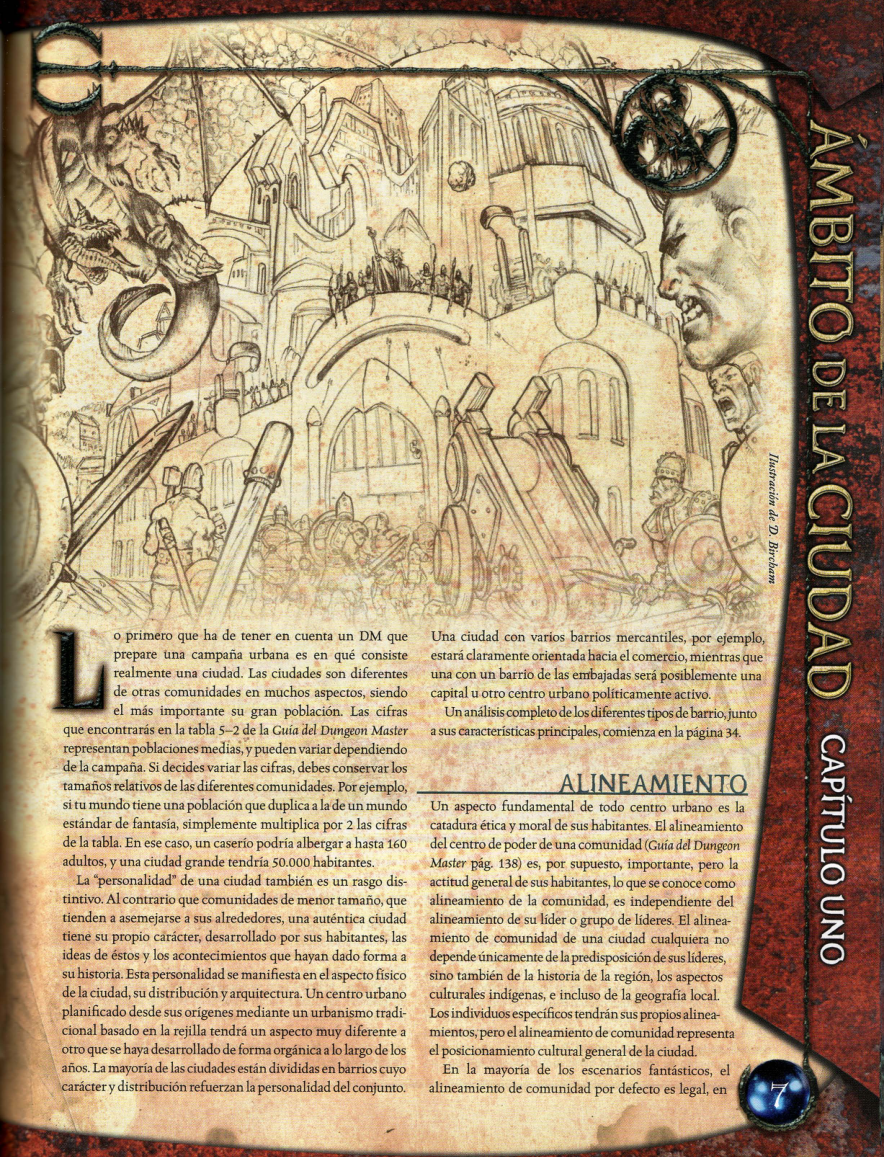 ÁMBITO DE LA CIUDAD CAPÍTULO UNO
Ilustración de D. Bircham
Lo primero que ha de tener en cuenta un DM que
prepare una campaña urbana es en qué consiste
realmente una ciudad. Las ciudades son diferentes
de otras comunidades en muchos aspectos, siendo
el más importante su gran población. Las cifras
que encontrarás en la tabla 5–2 de la Guía del Dungeon Master
representan poblaciones medias, y pueden variar dependiendo
de la campaña. Si decides variar las cifras, debes conservar los
tamaños relativos de las diferentes comunidades. Por ejemplo,
si tu mundo tiene una población que duplica a la de un mundo
estándar de fantasía, simplemente multiplica por 2 las cifras
de la tabla. En ese caso, un caserío podría albergar a hasta 160
adultos, y una ciudad grande tendría 50.000 habitantes.
La "personalidad" de una ciudad también es un rasgo dis-
tintivo. Al contrario que comunidades de menor tamaño, que
tienden a asemejarse a sus alrededores, una auténtica ciudad
tiene su propio carácter, desarrollado por sus habitantes, las
ideas de éstos y los acontecimientos que hayan dado forma a
su historia. Esta personalidad se manifiesta en el aspecto físico
de la ciudad, su distribución y arquitectura. Un centro urbano
planificado desde sus orígenes mediante un urbanismo tradi-
cional basado en la rejilla tendrá un aspecto muy diferente a
otro que se haya desarrollado de forma orgánica a lo largo de los
años. La mayoría de las ciudades están divididas en barrios cuyo
carácter y distribución refuerzan la personalidad del conjunto.
Una ciudad con varios barrios mercantiles, por ejemplo,
estará claramente orientada hacia el comercio, mientras que
una con un barrio de las embajadas será posiblemente una
capital u otro centro urbano políticamente activo.
Un análisis completo de los diferentes tipos de barrio, junto
a sus características principales, comienza en la página 34.
ALINEAMIENTO
Un aspecto fundamental de todo centro urbano es la
catadura ética y moral de sus habitantes. El alineamiento
del centro de poder de una comunidad (Guía del Dungeon
Master pág. 138) es, por supuesto, importante, pero la
actitud general de sus habitantes, lo que se conoce como
alineamiento de la comunidad, es independiente del
alineamiento de su líder o grupo de líderes. El alinea-
miento de comunidad de una ciudad cualquiera no
depende únicamente de la predisposición de sus líderes,
sino también de la historia de la región, los aspectos
culturales indígenas, e incluso de la geografía local.
Los individuos específicos tendrán sus propios alinea-
mientos, pero el alineamiento de comunidad representa
el posicionamiento cultural general de la ciudad.
En la mayoría de los escenarios fantásticos, el
alineamiento de comunidad por defecto es legal, en
7